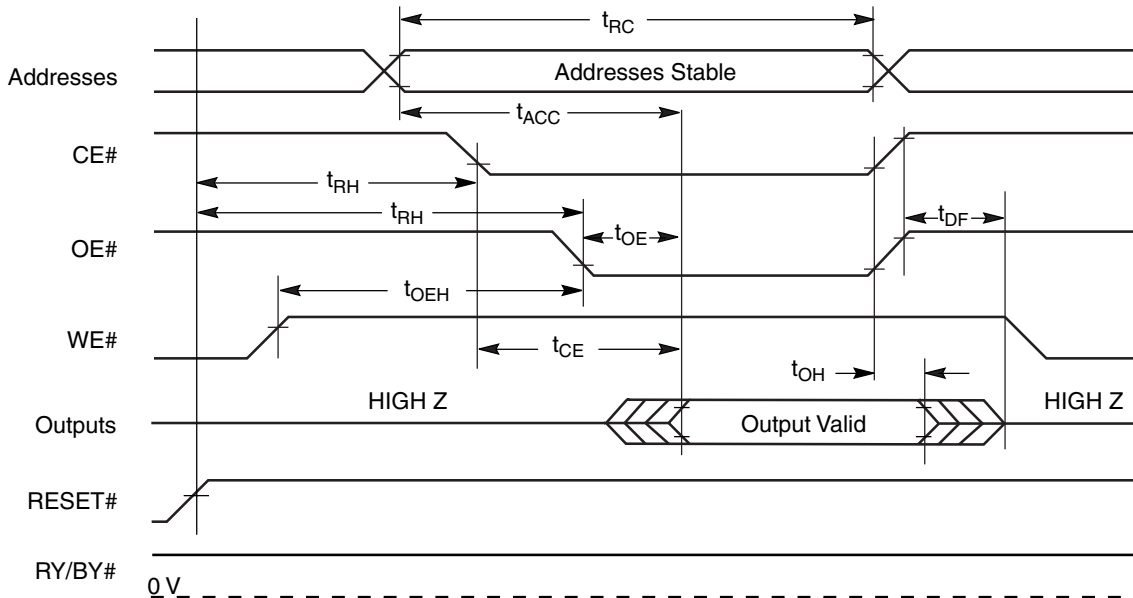 tRC
Addresses
Addresses Stable
tACC
CE#
tRH
tRH
tDF
OE#
tOE
tOEH
WE#
tCE
tOH
HIGH Z
HIGH Z
Outputs
Output Valid
RESET#
RY/BY#
0 V